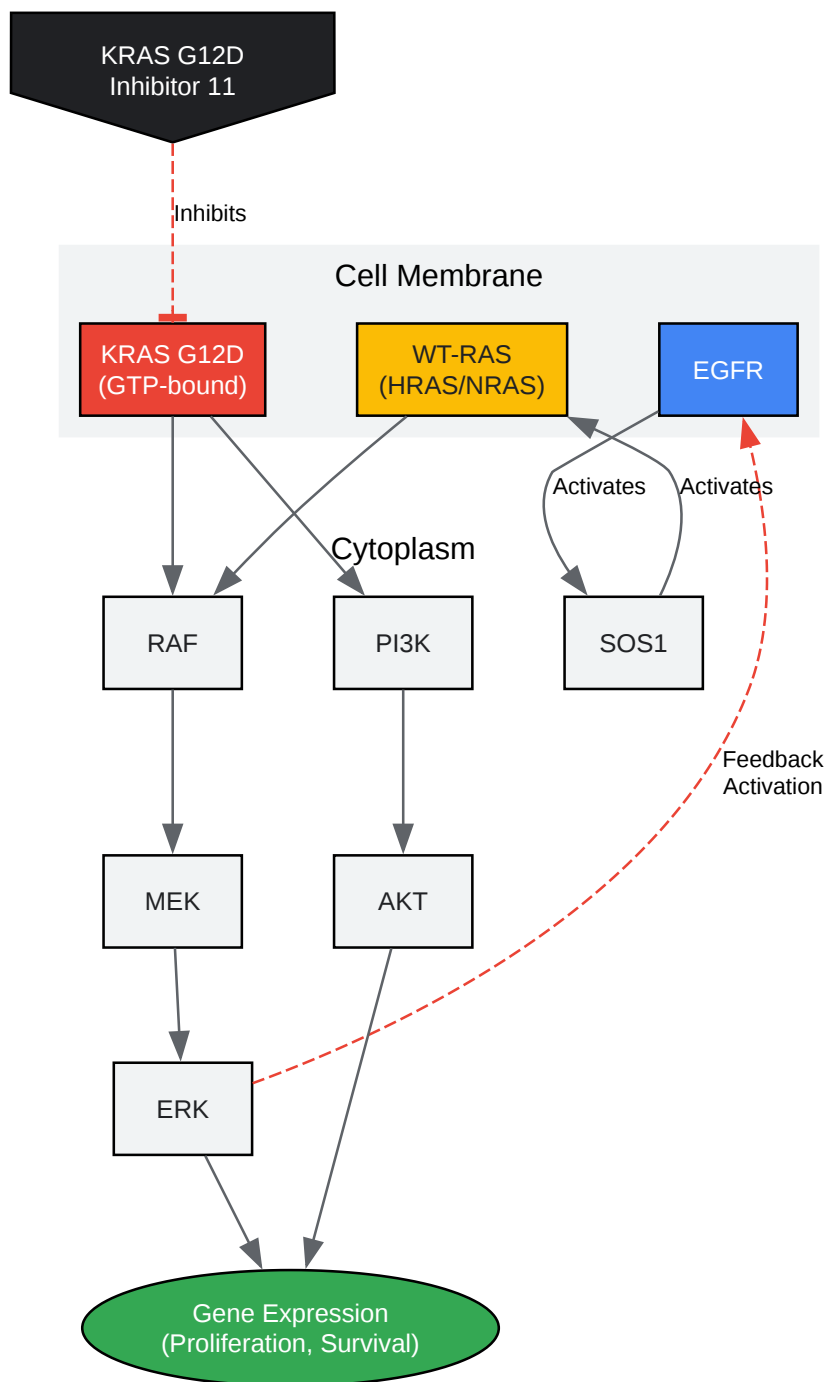 KRAS G12D
Inhibitor 11
Inhibits
Cell Membrane
KRAS G12D
(GTP-bound)
WT-RAS
(HRAS/NRAS)
EGFR
Activates
Activates
Cytoplasm
RAF
PI3K
SOS1
Feedback
Activation
MEK
AKT
ERK
Gene Expression
(Proliferation, Survival)